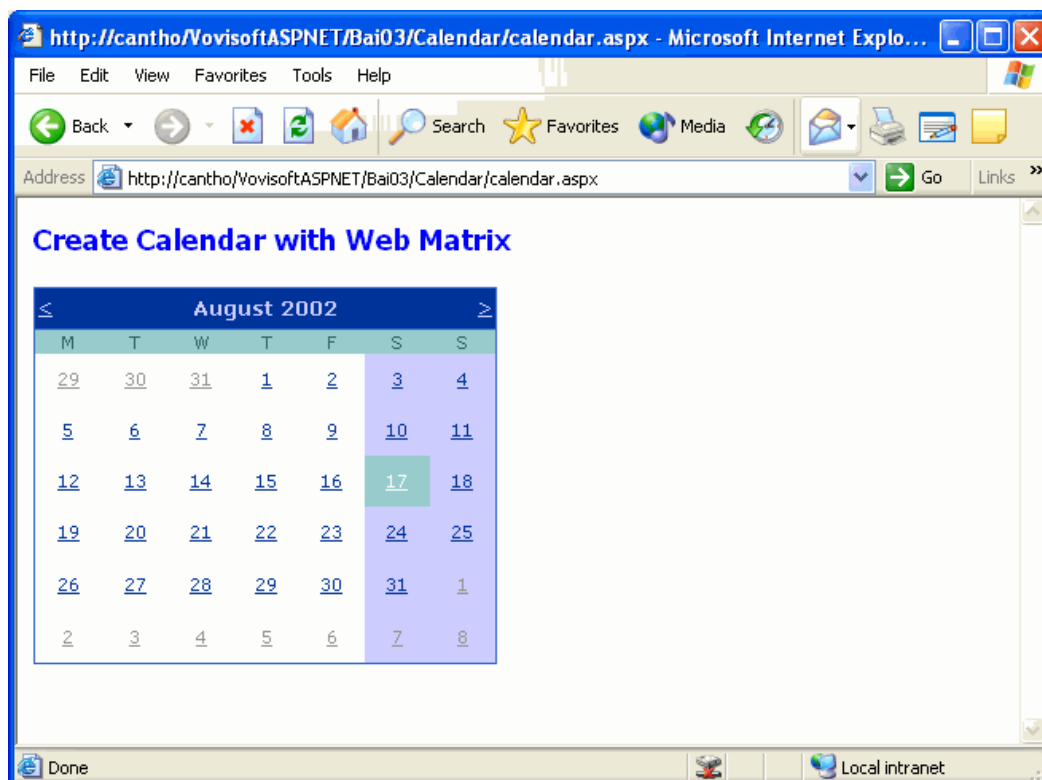 http://cantho/VovisoftASPNET/Bai03/Calendar/calendar.aspx - Microsoft Internet Explo...
File Edit View Favorites Tools Help
Back Search Favorites Media
Address http://cantho/VovisoftASPNET/Bai03/Calendar/calendar.aspx Go Links »
Create Calendar with Web Matrix
< August 2002 >
M T W T F S S
29 30 31 1 2 3 4
5 6 7 8 9 10 11
12 13 14 15 16 17 18
19 20 21 22 23 24 25
26 27 28 29 30 31 1
2 3 4 5 6 7 8
Done Local intranet